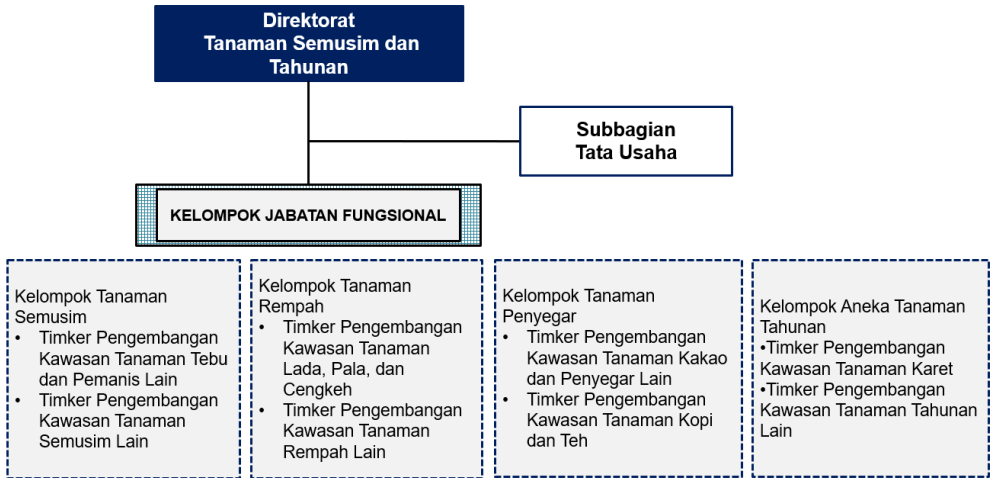 Direktorat
Tanaman Semusim dan
Tahunan
Subbagian
Tata Usaha
KELOMPOK JABATAN FUNGSIONAL
Kelompok Tanaman
Semusim
• Timker Pengembangan
Kawasan Tanaman Tebu
dan Pemanis Lain
• Timker Pengembangan
Kawasan Tanaman
Semusim Lain
Kelompok Tanaman
Rempah
• Timker Pengembangan
Kawasan Tanaman
Lada, Pala, dan
Cengkeh
• Timker Pengembangan
Kawasan Tanaman
Rempah Lain
Kelompok Tanaman
Penyegar
• Timker Pengembangan
Kawasan Tanaman Kakao
dan Penyegar Lain
• Timker Pengembangan
Kawasan Tanaman Kopi
dan Teh
Kelompok Aneka Tanaman
Tahunan
•Timker Pengembangan
Kawasan Tanaman Karet
•Timker Pengembangan
Kawasan Tanaman Tahunan
Lain